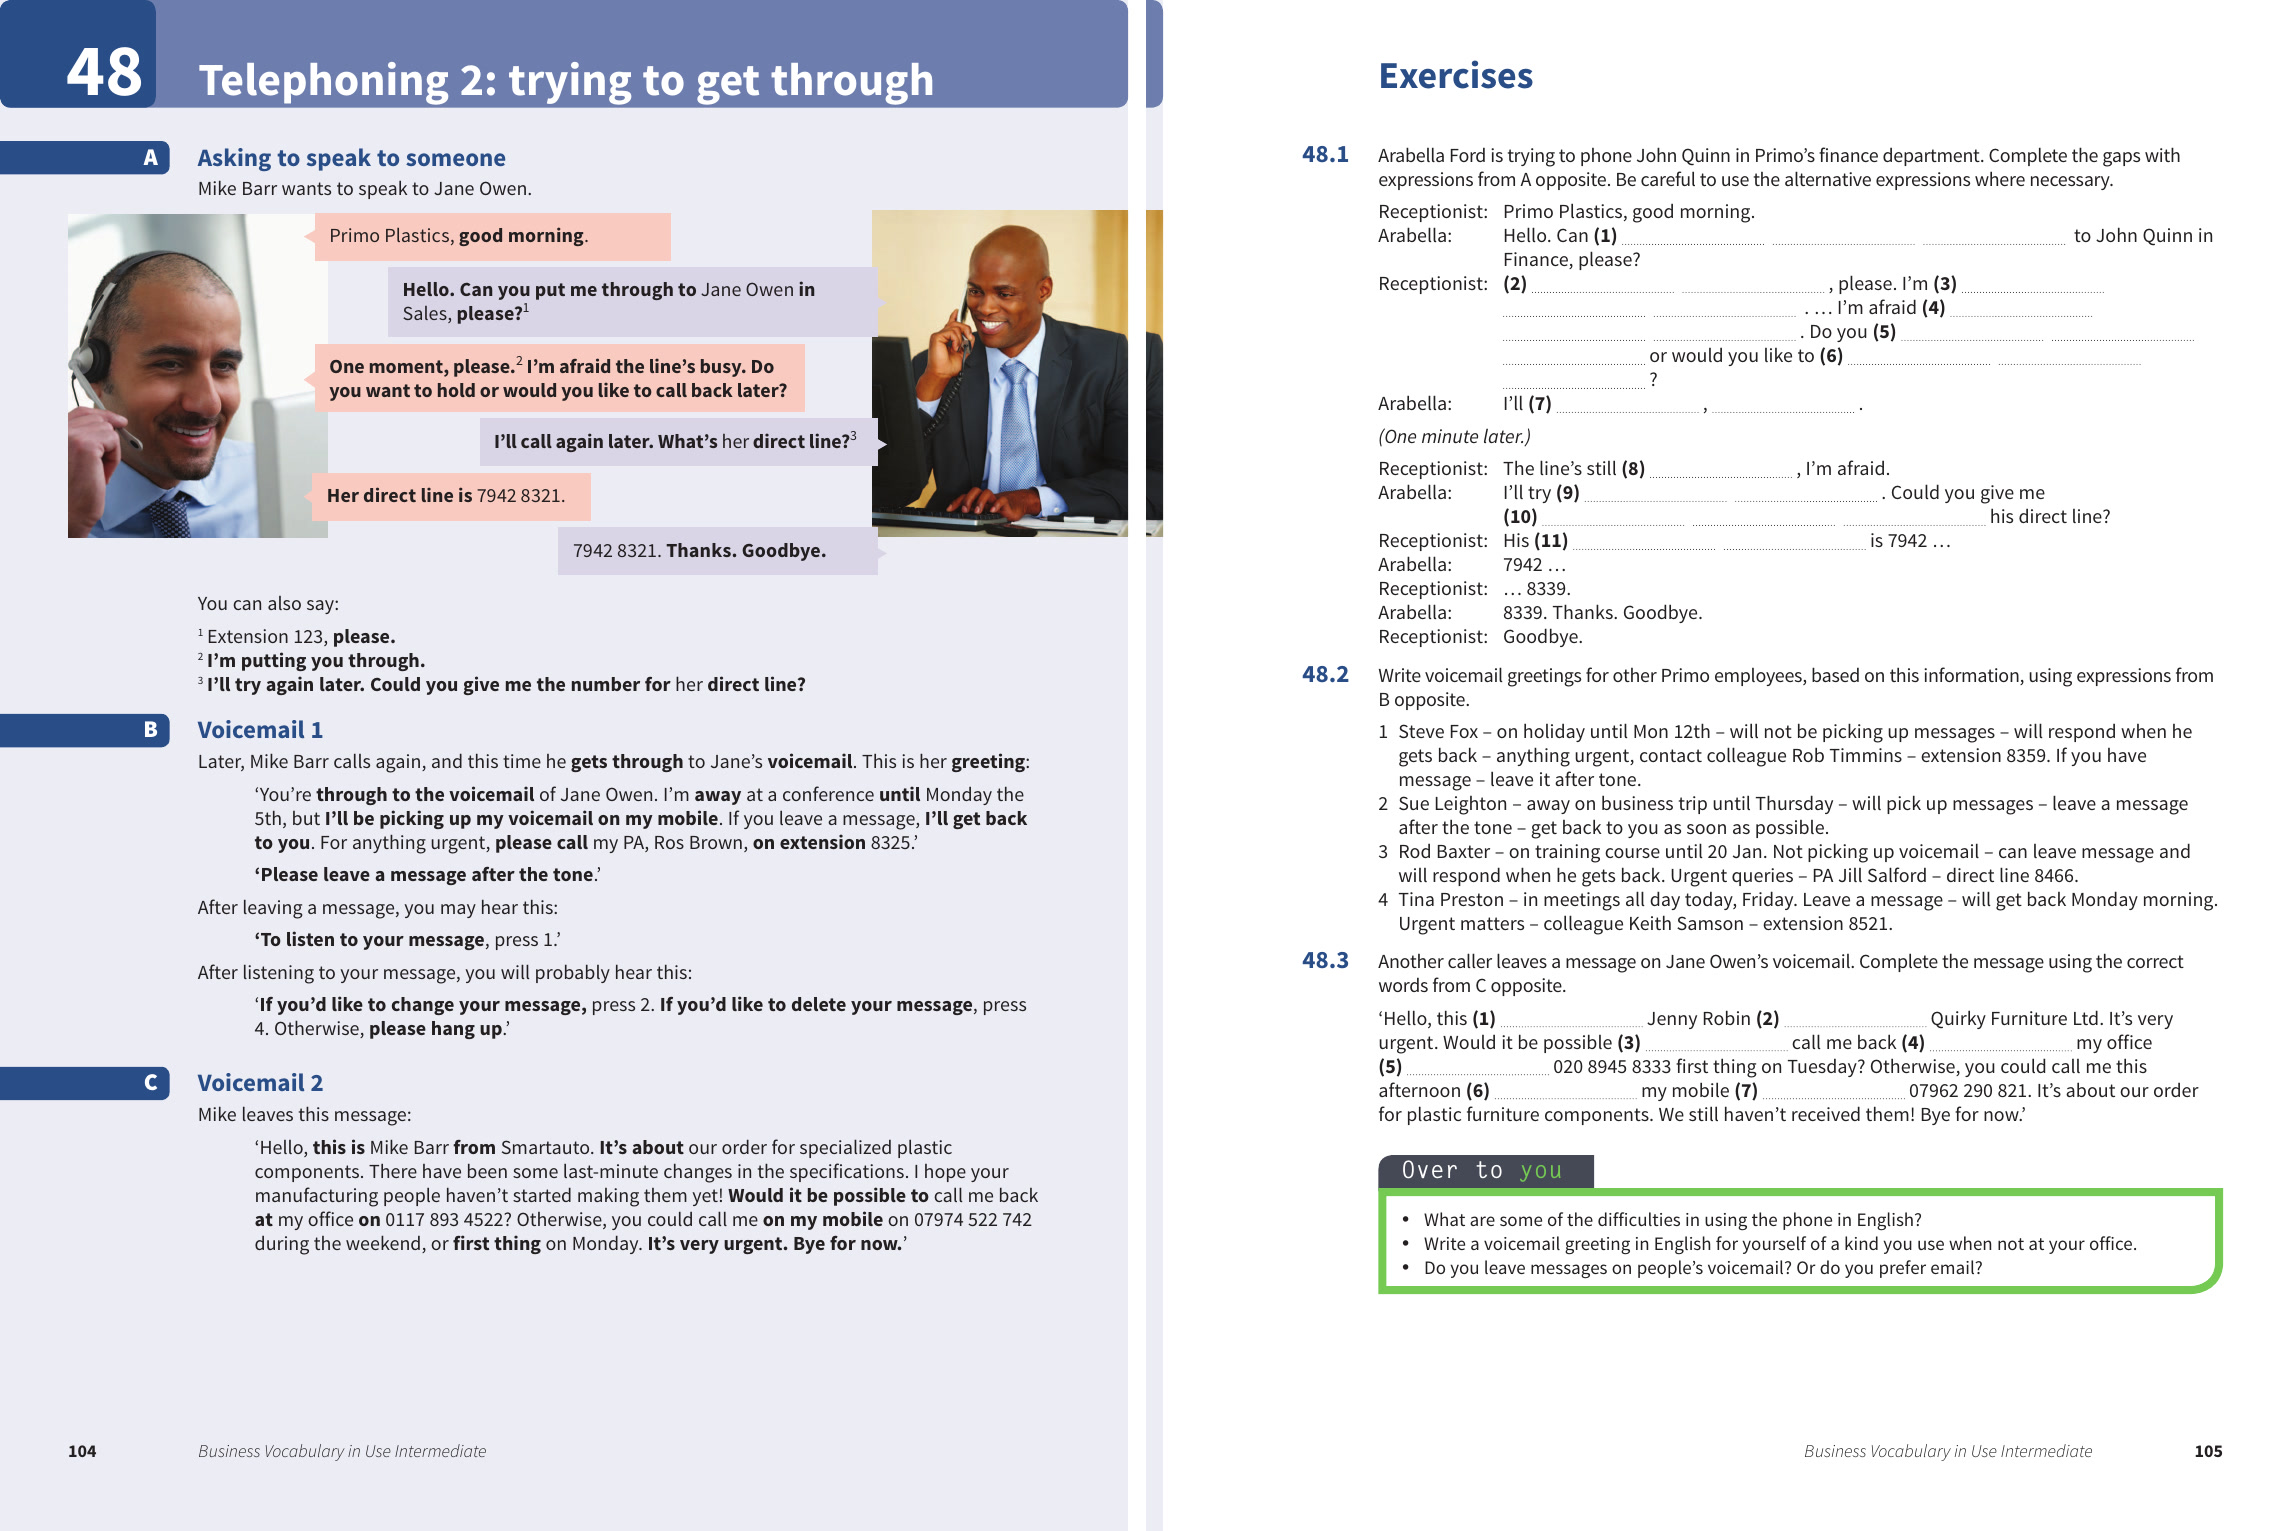 48
Telephoning 2: trying to get through
A
Asking to speak to someone
Mike Barr wants to speak to Jane Owen.
Primo Plastics, good morning.
Hello. Can you put me through to Jane Owen in
Sales, please?1
One moment, please.2 I’m afraid the line’s busy. Do
you want to hold or would you like to call back later?
I’ll call again later. What’s her direct line?3
Her direct line is 7942 8321.
7942 8321. Thanks. Goodbye.
You can also say:
1 Extension 123, please.
2 I’m putting you through.
3 I’ll try again later. Could you give me the number for her direct line?
B
Voicemail 1
Later, Mike Barr calls again, and this time he gets through to Jane’s voicemail. This is her greeting:
‘You’re through to the voicemail of Jane Owen. I’m away at a conference until Monday the
5th, but I’ll be picking up my voicemail on my mobile. If you leave a message, I’ll get back
to you. For anything urgent, please call my PA, Ros Brown, on extension 8325.’
‘Please leave a message after the tone.’
After leaving a message, you may hear this:
‘To listen to your message, press 1.’
After listening to your message, you will probably hear this:
‘If you’d like to change your message, press 2. If you’d like to delete your message, press
4. Otherwise, please hang up.’
C
Voicemail 2
Mike leaves this message:
‘Hello, this is Mike Barr from Smartauto. It’s about our order for specialized plastic
components. There have been some last-minute changes in the specifications. I hope your
manufacturing people haven’t started making them yet! Would it be possible to call me back
at my office on 0117 893 4522? Otherwise, you could call me on my mobile on 07974 522 742
during the weekend, or first thing on Monday. It’s very urgent. Bye for now.’
104
Business Vocabulary in Use Intermediate
Exercises
48.1
Arabella Ford is trying to phone John Quinn in Primo’s finance department. Complete the gaps with
expressions from A opposite. Be careful to use the alternative expressions where necessary.
Receptionist: Primo Plastics, good morning.
Arabella: Hello. Can (1) to John Quinn in
Finance, please?
Receptionist: (2) , please. I’m (3)
. … I’m afraid (4)
. Do you (5)
or would you like to (6)
?
Arabella: I’ll (7) , .
(One minute later.)
Receptionist: The line’s still (8) , I’m afraid.
Arabella: I’ll try (9) . Could you give me
(10) his direct line?
Receptionist: His (11) is 7942 …
Arabella: 7942 …
Receptionist: … 8339.
Arabella: 8339. Thanks. Goodbye.
Receptionist: Goodbye.
48.2
Write voicemail greetings for other Primo employees, based on this information, using expressions from
B opposite.
1 Steve Fox – on holiday until Mon 12th – will not be picking up messages – will respond when he
gets back – anything urgent, contact colleague Rob Timmins – extension 8359. If you have
message – leave it after tone.
2 Sue Leighton – away on business trip until Thursday – will pick up messages – leave a message
after the tone – get back to you as soon as possible.
3 Rod Baxter – on training course until 20 Jan. Not picking up voicemail – can leave message and
will respond when he gets back. Urgent queries – PA Jill Salford – direct line 8466.
4 Tina Preston – in meetings all day today, Friday. Leave a message – will get back Monday morning.
Urgent matters – colleague Keith Samson – extension 8521.
48.3
Another caller leaves a message on Jane Owen’s voicemail. Complete the message using the correct
words from C opposite.
‘Hello, this (1) Jenny Robin (2) Quirky Furniture Ltd. It’s very
urgent. Would it be possible (3) call me back (4) my office
(5) 020 8945 8333 first thing on Tuesday? Otherwise, you could call me this
afternoon (6) my mobile (7) 07962 290 821. It’s about our order
for plastic furniture components. We still haven’t received them! Bye for now.’
Over to you
• What are some of the difficulties in using the phone in English?
• Write a voicemail greeting in English for yourself of a kind you use when not at your office.
• Do you leave messages on people’s voicemail? Or do you prefer email?
Business Vocabulary in Use Intermediate
105